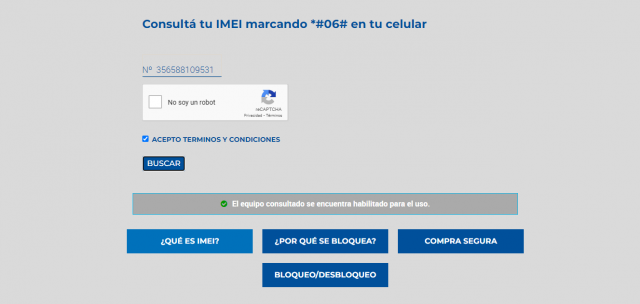 Consultá tu IMEI marcando *#06# en tu celular
Nº 356588109531
No soy un robot
reCAPTCHA
Privacidad - Términos
ACEPTO TERMINOS Y CONDICIONES
BUSCAR
El equipo consultado se encuentra habilitado para el uso.
¿QUÉ ES IMEI?
¿POR QUÉ SE BLOQUEA?
COMPRA SEGURA
BLOQUEO/DESBLOQUEO